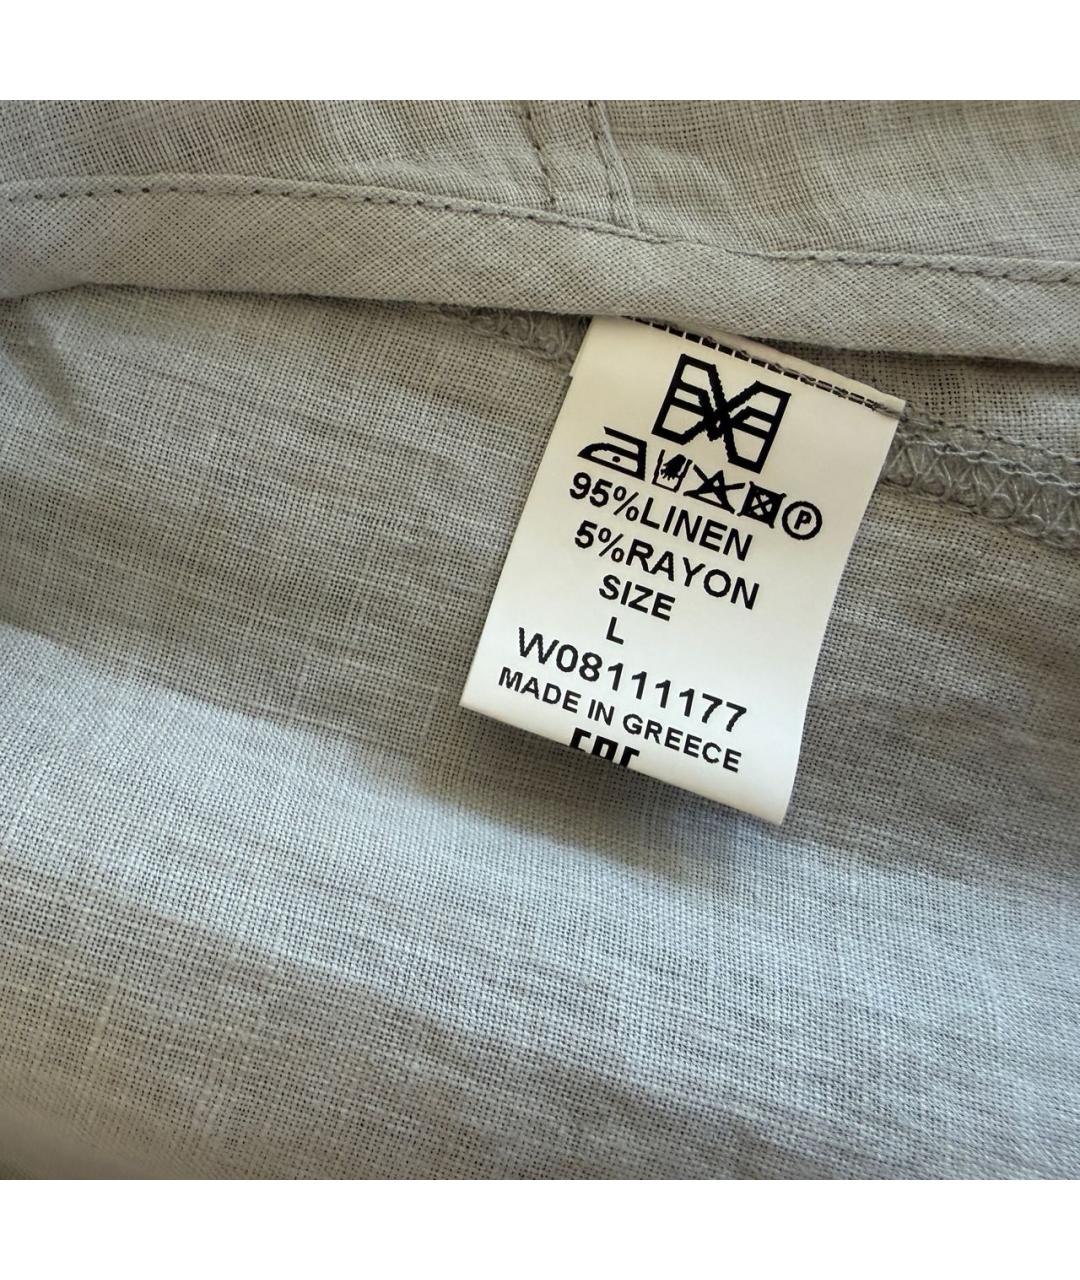 P
95%LINEN
5%RAYON
SIZE
L
W08111177
MADE IN GREECE